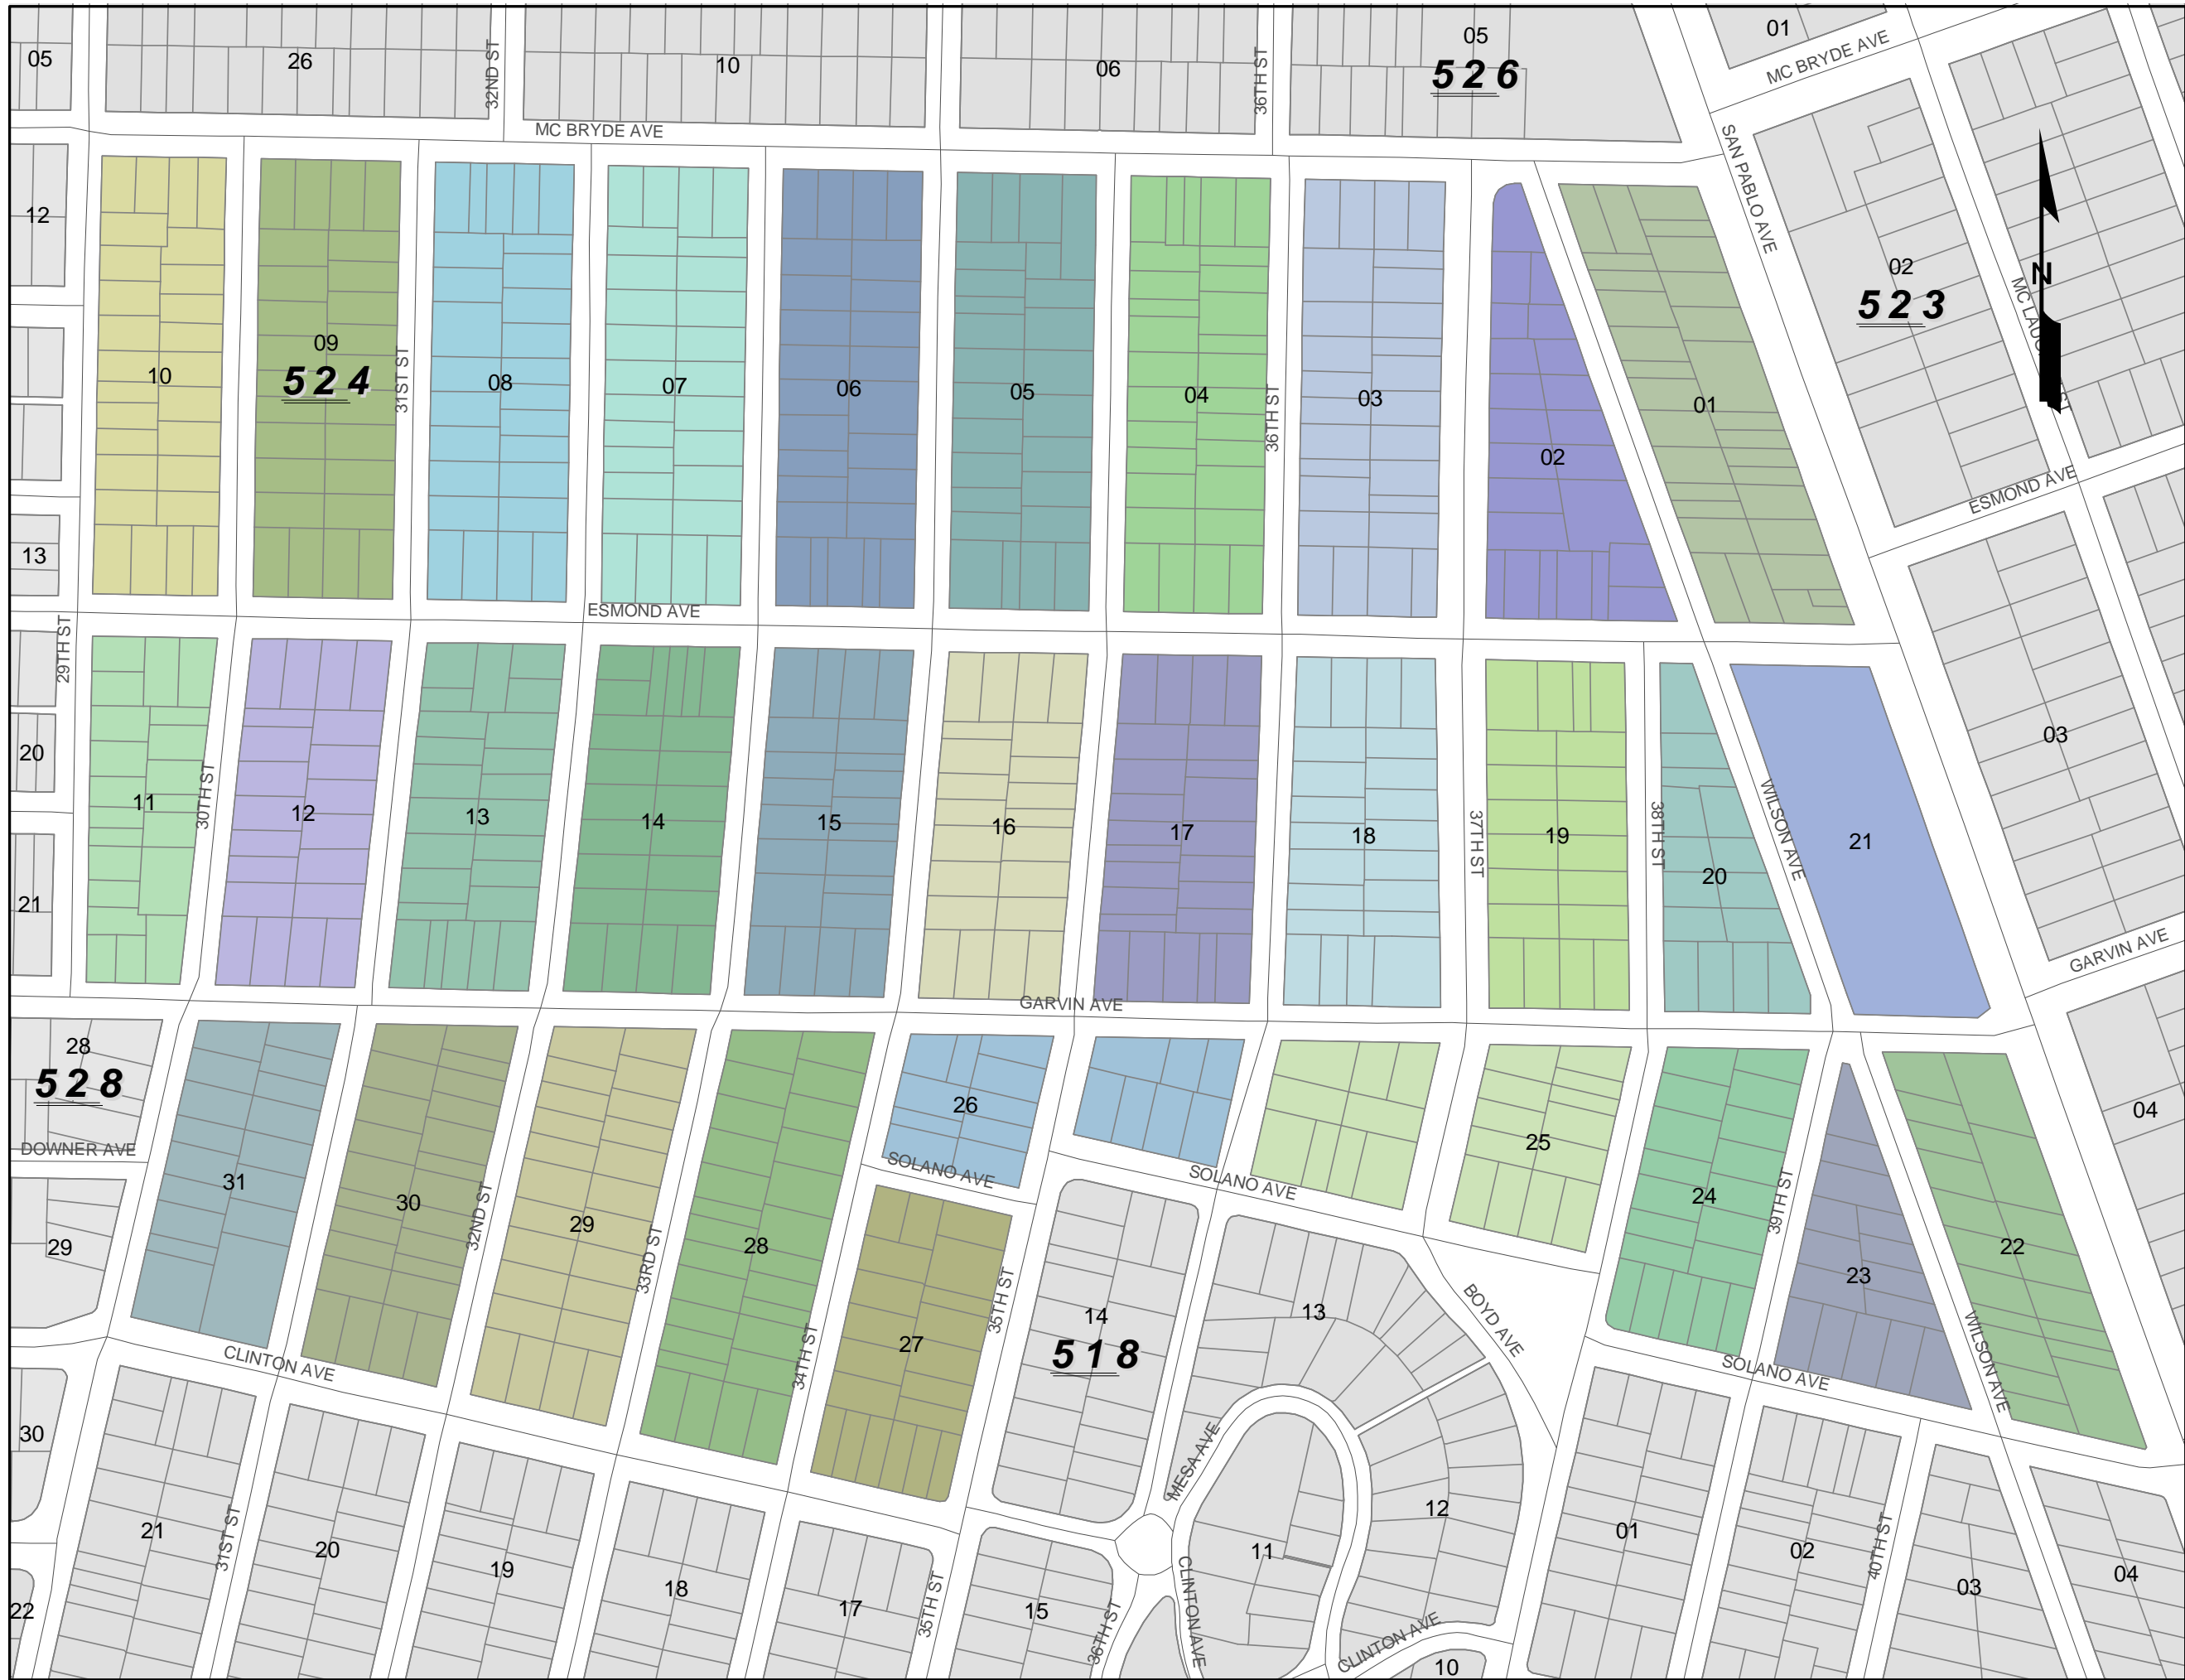 05
26
32ND ST
10
06
36TH ST
05
526
01
MC BRYDE AVE
MC BRYDE AVE
SAN PABLO AVE
12
02
523
N
10
09
524
31ST ST
08
07
06
05
04
36TH ST
03
02
01
ESMOND AVE
13
29TH ST
ESMOND AVE
20
11
30TH ST
12
13
14
15
16
17
18
37TH ST
19
38TH ST
20
WILSON AVE
21
03
21
GARVIN AVE
GARVIN AVE
28
528
DOWNER AVE
29
31
30
32ND ST
29
33RD ST
28
34TH ST
26
SOLANO AVE
27
35TH ST
SOLANO AVE
14
518
13
BOYD AVE
25
24
39TH ST
23
22
04
WILSON AVE
SOLANO AVE
CLINTON AVE
30
21
31ST ST
20
19
18
17
35TH ST
15
36TH ST
MESA AVE
CLINTON AVE
11
12
CLINTON AVE
10
01
02
40TH ST
03
04
22